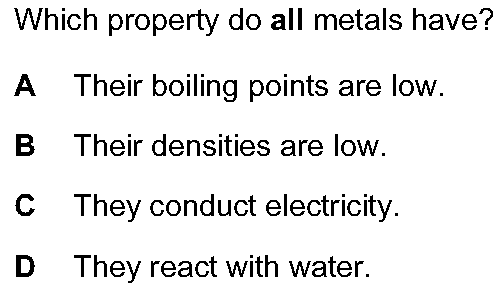 Which property do all metals have?
A Their boiling points are low.
B Their densities are low.
C They conduct electricity.
D They react with water.